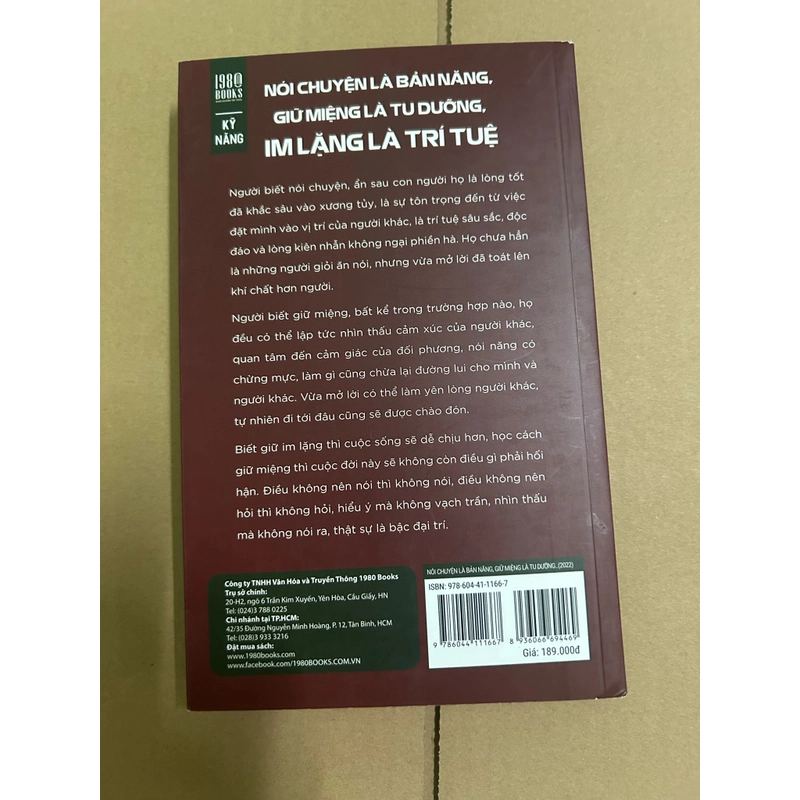 1980
BOOKS
KỸ
NĂNG
NÓI CHUYỆN LÀ BẢN NĂNG,
GIỮ MIỆNG LÀ TU DƯỠNG,
IM LẶNG LÀ TRÍ TUỆ
Người biết nói chuyện, ẩn sau con người họ là lòng tốt
đã khắc sâu vào xương tủy, là sự tôn trọng đến từ việc
đặt mình vào vị trí của người khác, là trí tuệ sâu sắc, độc
đáo và lòng kiên nhẫn không ngại phiền hà. Họ chưa hẳn
là những người giỏi ăn nói, nhưng vừa mở lời đã toát lên
khí chất hơn người.
Người biết giữ miệng, bất kể trong trường hợp nào, họ
đều có thể lập tức nhìn thấu cảm xúc của người khác,
quan tâm đến cảm giác của đối phương, nói năng có
chừng mực, làm gì cũng chừa lại đường lui cho mình và
người khác. Vừa mở lời có thể làm yên lòng người khác,
tự nhiên đi tới đâu cũng sẽ được chào đón.
Biết giữ im lặng thì cuộc sống sẽ dễ chịu hơn, học cách
giữ miệng thì cuộc đời này sẽ không còn điều gì phải hối
hận. Điều không nên nói thì không nói, điều không nên
hỏi thì không hỏi, hiểu ý mà không vạch trần, nhìn thấu
mà không nói ra, thật sự là bậc đại trí.
Công ty TNHH Văn Hóa và Truyền Thông 1980 Books
Trụ sở chính:
20-H2, ngõ 6 Trần Kim Xuyến, Yên Hòa, Cầu Giấy, HN
Tel: (024)3 788 0225
Chi nhánh tại TP.HCM:
42/35 Đường Nguyễn Minh Hoàng, P. 12, Tân Bình, HCM
Tel: (028)3 933 3216
Đặt mua sách:
www.1980books.com
www.facebook.com/1980BOOKS.COM.VN
NÓI CHUYỆN LÀ BẢN NĂNG, GIỮ MIỆNG LÀ TU DƯỠNG...(2022)
ISBN: 978-604-41-1166-7
9 786044 111667
8 936066 694469
Giá: 189.000đ